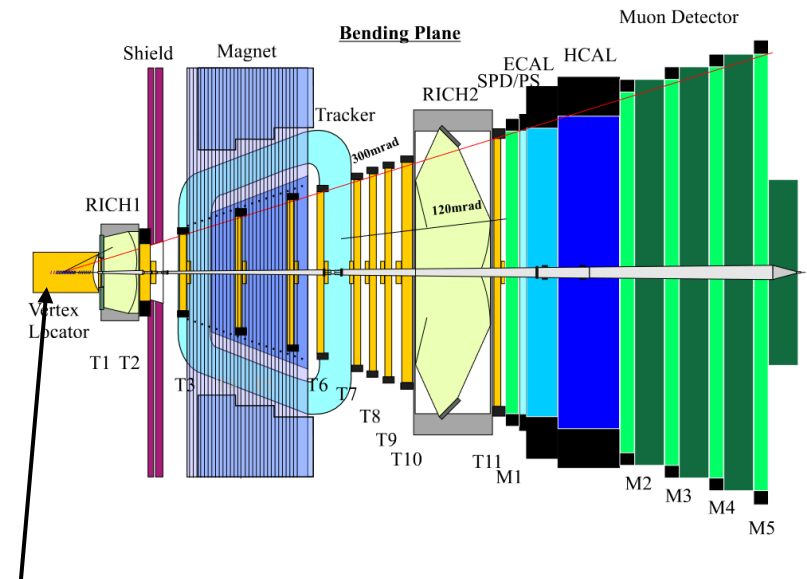 Bending Plane
Muon Detector
Shield
Magnet
ECAL
HCAL
SPD/PS
RICH2
Tracker
300mrad
RICH1
120mrad
Vertex
Locator
T1
T2
T3
T6
T7
T8
T9
T10
T11
M1
M2
M3
M4
M5